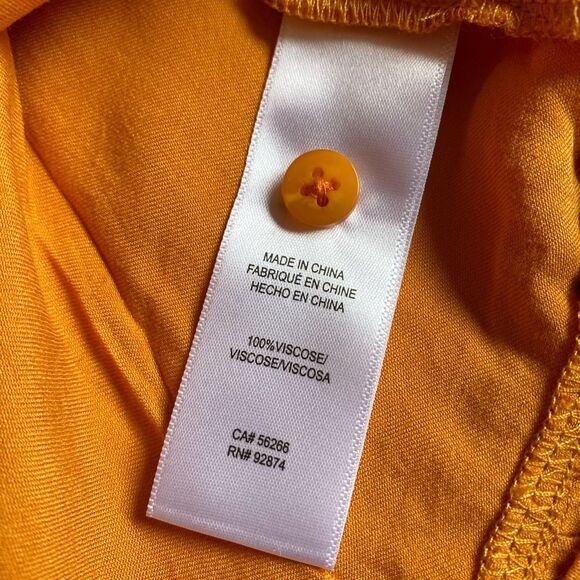 MADE IN CHINA
FABRIQUÉ EN CHINE
HECHO EN CHINA
100%VISCOSE/
VISCOSE/VISCOSA
CA# 56266
RN# 92874